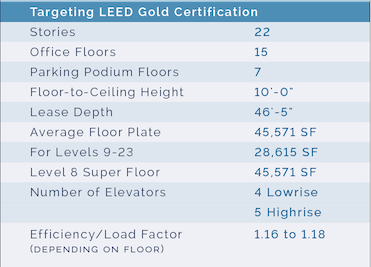 Targeting LEED Gold Certification
Stories 22
Office Floors 15
Parking Podium Floors 7
Floor-to-Ceiling Height 10'-0"
Lease Depth 46'-5"
Average Floor Plate 45,571 SF
For Levels 9-23 28,615 SF
Level 8 Super Floor 45,571 SF
Number of Elevators 4 Lowrise
5 Highrise
Efficiency/Load Factor 1.16 to 1.18
(DEPENDING ON FLOOR)